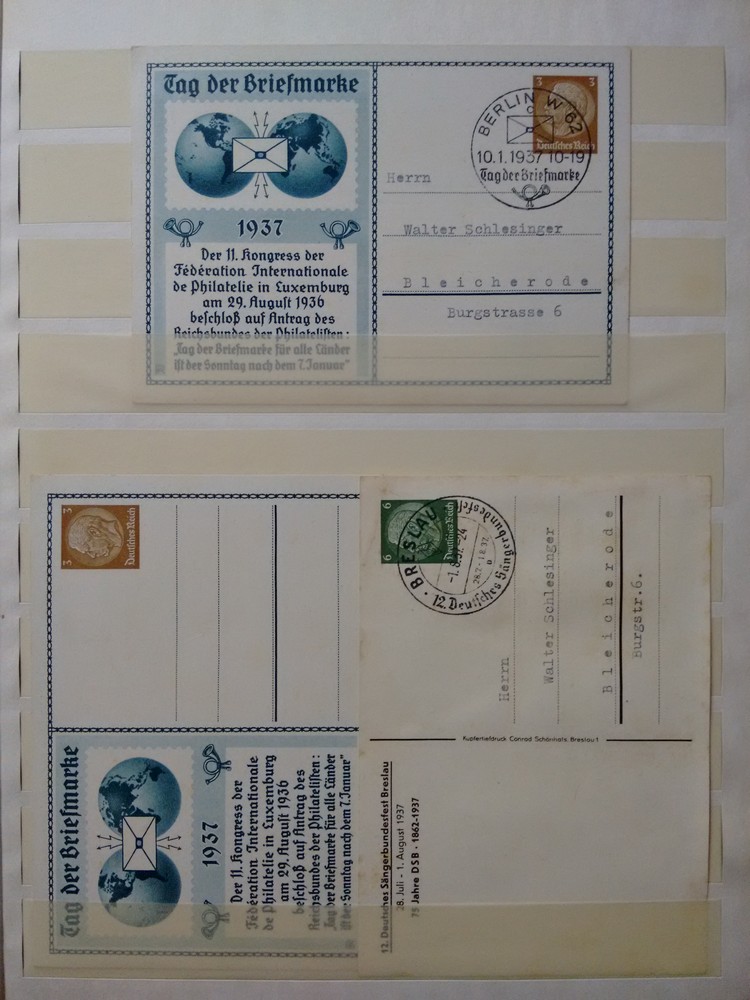 Tag der Briefmarke
1937
Der 11. Kongress der
Fédération Internationale
de Philatelie in Luxemburg
am 29. August 1936
beschloß auf Antrag des
Reichsbundes der Philatelisten:
„Tag der Briefmarke für alle Länder
ist der Sonntag nach dem 7. Januar"
3 3
Deutsches Reich
BERLIN W 62
10.1.1937 10-19
Tag der Briefmarke
Herrn
Walter Schlesinger
Bleicherode
Burgstrasse 6
3
Deutsches Reich
Tag der Briefmarke
1937
Der 11. Kongress der
Fédération Internationale
de Philatelie in Luxemburg
am 29. August 1936
beschloß auf Antrag des
Reichsbundes der Philatelisten:
Tag der Briefmarke für alle Länder
ist der Sonntag nach dem 7. Januar"
6 6
Deutsches Reich
BRESLAU
12. Deutsches Sängerbundesfest
Herrn
Walter Schlesinger
Bleicherode
Burgstr.6.
Kupfertiefdruck Conrad Schönhals, Breslau 1
12. Deutsches Sängerbundesfest Breslau
28. Juli - 1. August 1937
75 Jahre DSB · 1862-1937